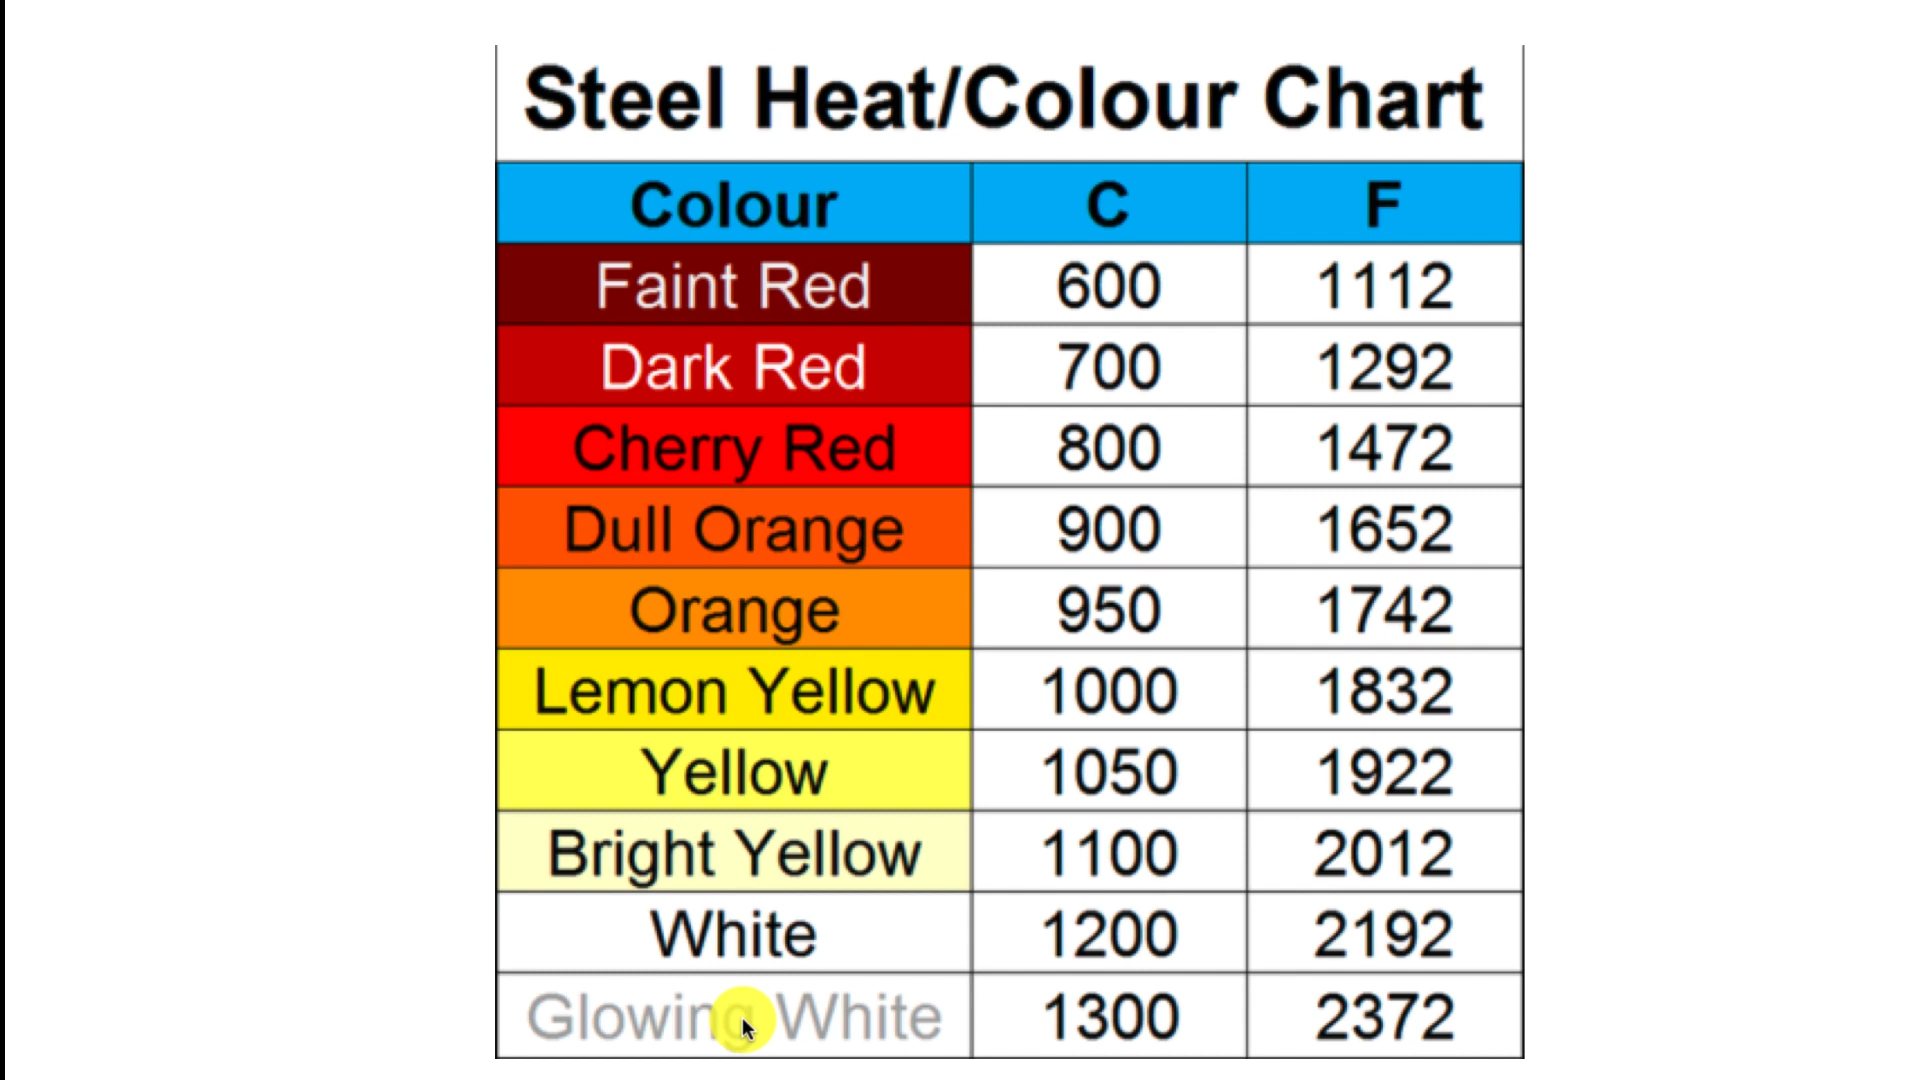 Steel Heat/Colour Chart
Colour C F
Faint Red 600 1112
Dark Red 700 1292
Cherry Red 800 1472
Dull Orange 900 1652
Orange 950 1742
Lemon Yellow 1000 1832
Yellow 1050 1922
Bright Yellow 1100 2012
White 1200 2192
Glowing White 1300 2372